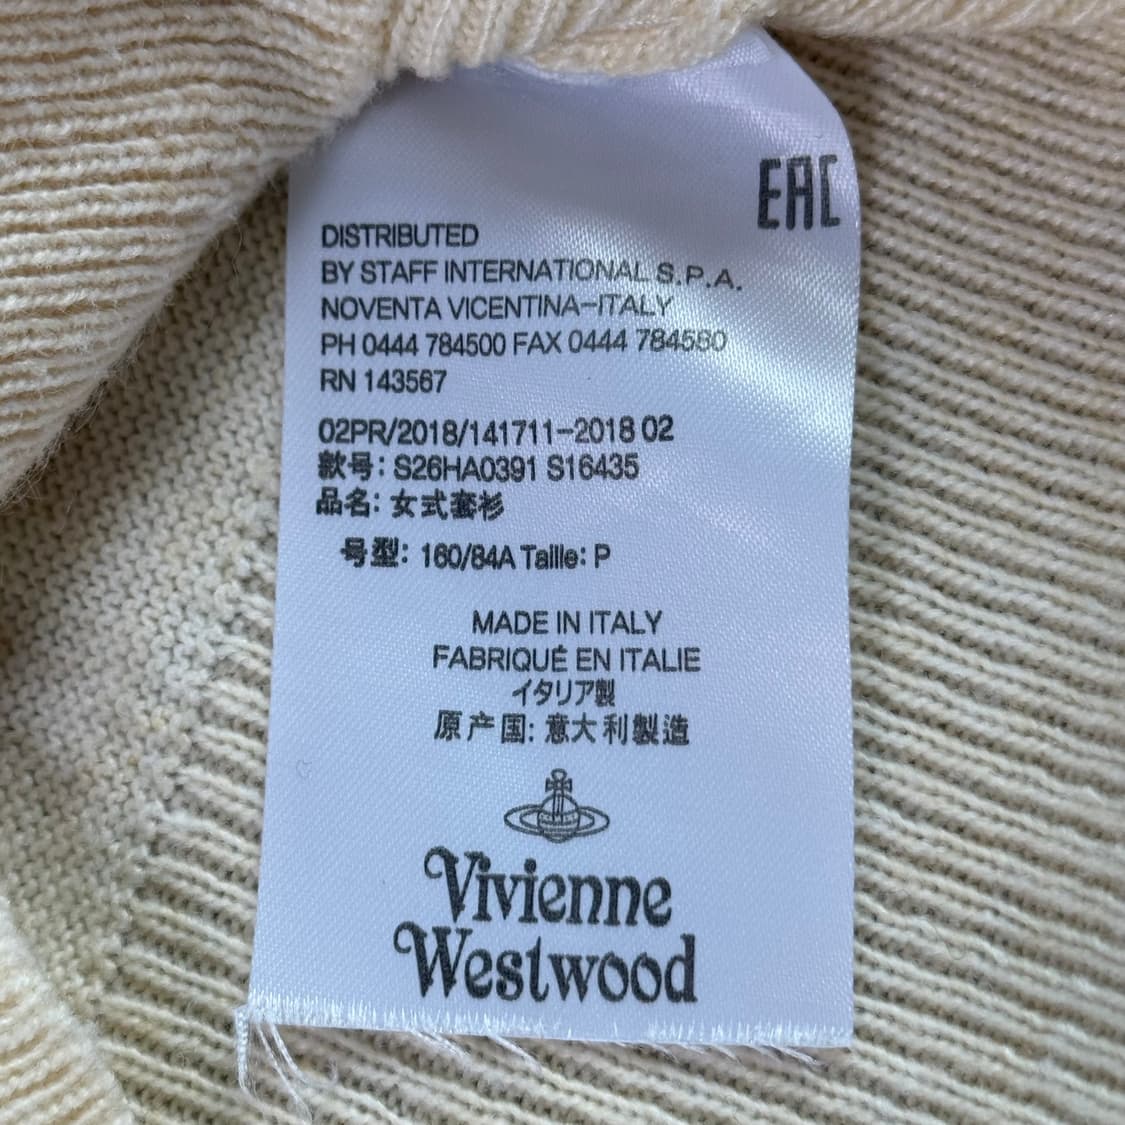 EAC
DISTRIBUTED
BY STAFF INTERNATIONAL S.P.A.
NOVENTA VICENTINA-ITALY
PH 0444 784500 FAX 0444 784580
RN 143567
02PR/2018/141711-2018 02
款号: S26HA0391 S16435
品名: 女式套衫
号型: 160/84A Taille: P
MADE IN ITALY
FABRIQUÉ EN ITALIE
イタリア製
原产国: 意大利製造
Vivienne
Westwood